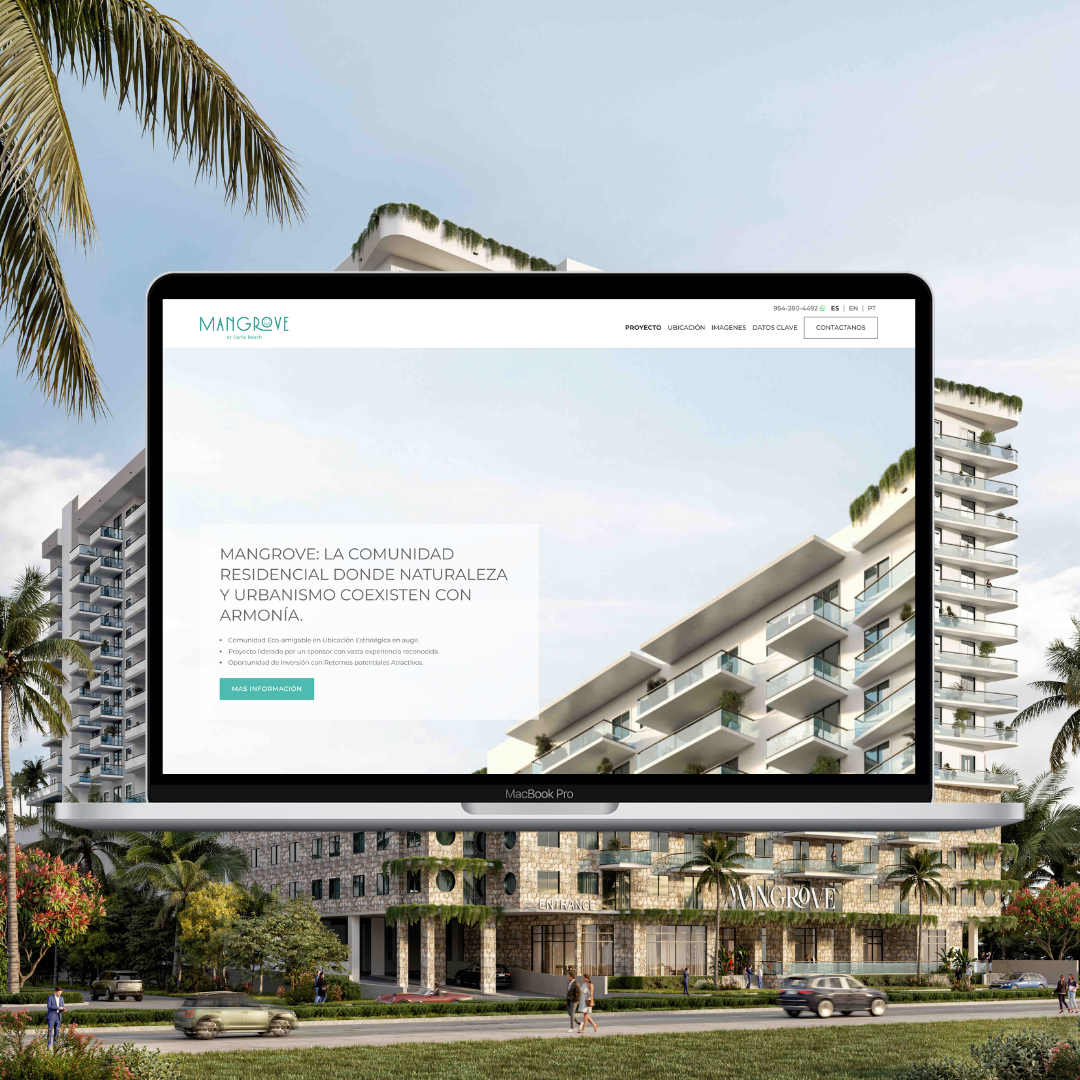 954-280-4492 ES | EN | PT
MANGROVE
At Dania Beach
PROYECTO UBICACIÓN IMAGENES DATOS CLAVE CONTACTANOS
MANGROVE: LA COMUNIDAD
RESIDENCIAL DONDE NATURALEZA
Y URBANISMO COEXISTEN CON
ARMONÍA.
• Comunidad Eco-amigable en Ubicación Estratégica en auge.
• Proyecto liderado por un sponsor con vasta experiencia reconocida.
• Oportunidad de Inversión con Retornos potenciales Atractivos.
MAS INFORMACIÓN
MacBook Pro
ENTRANCE
MANGROVE